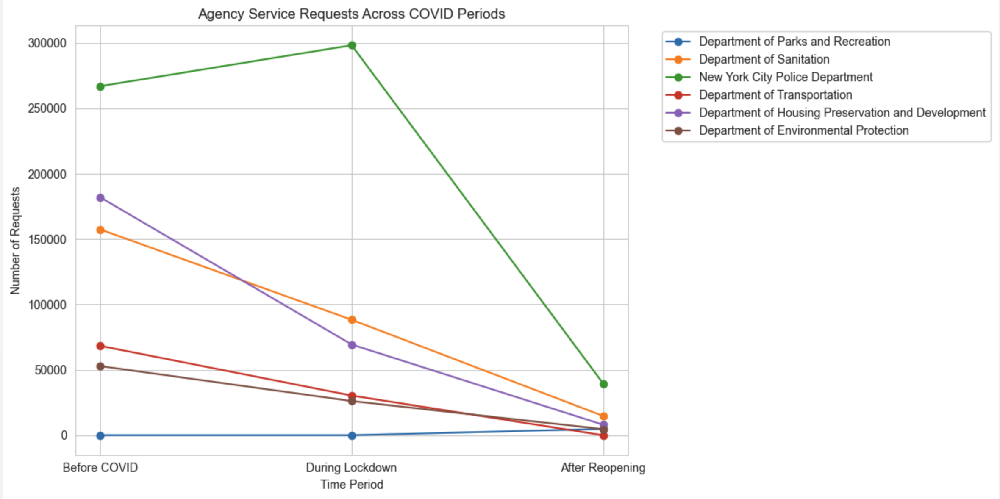 Agency Service Requests Across COVID Periods
300000
250000
200000
150000
100000
50000
0
Number of Requests
Before COVID
During Lockdown
After Reopening
Time Period
Department of Parks and Recreation
Department of Sanitation
New York City Police Department
Department of Transportation
Department of Housing Preservation and Development
Department of Environmental Protection